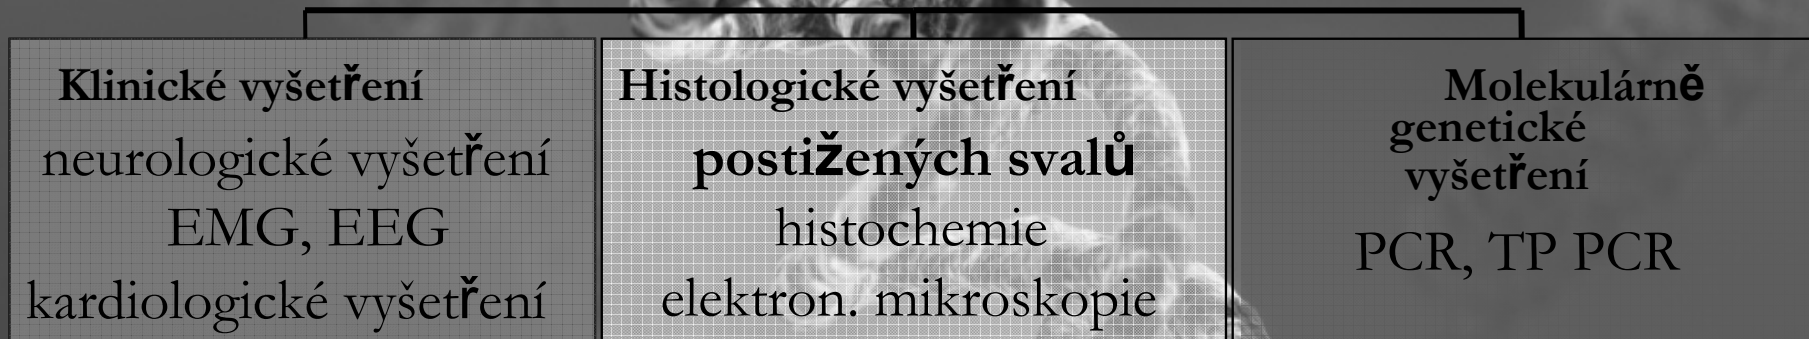 Klinické vyšetření
neurologické vyšetření
EMG, EEG
kardiologické vyšetření
Histologické vyšetření
postižených svalů
histochemie
elektron. mikroskopie
Molekulárně
genetické
vyšetření
PCR, TP PCR